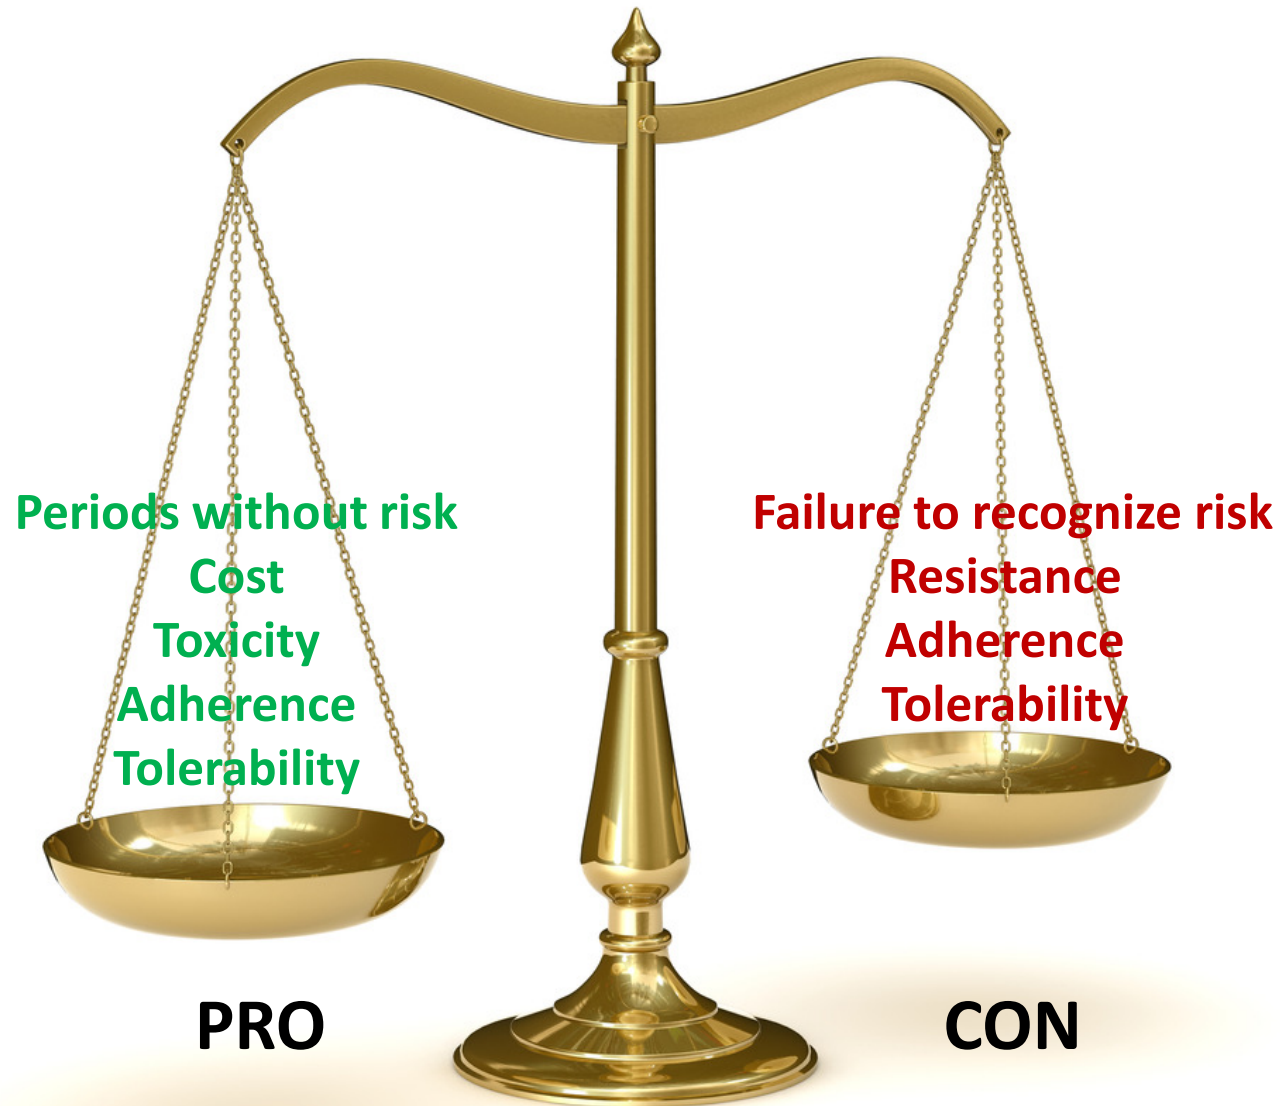 Periods without risk
Cost
Toxicity
Adherence
Tolerability
PRO
Failure to recognize risk
Resistance
Adherence
Tolerability
CON